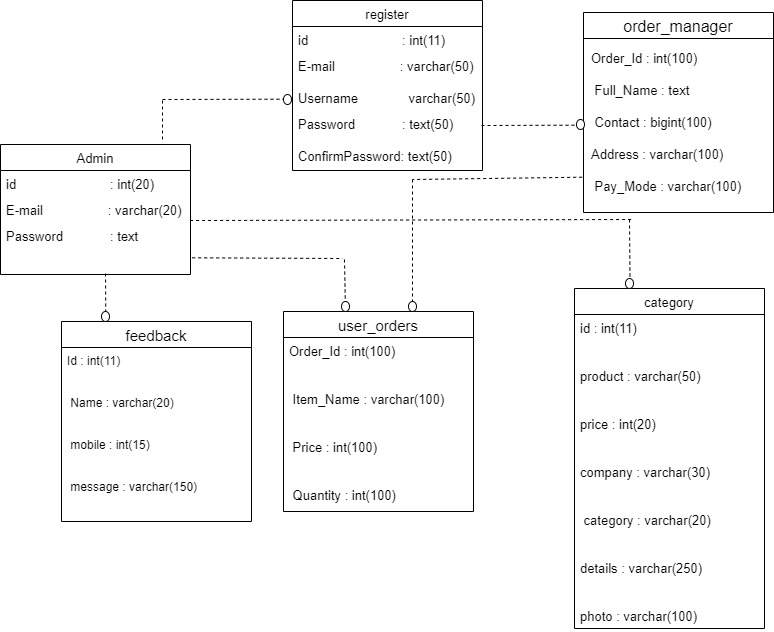 register
id : int(11)
E-mail : varchar(50)
Username varchar(50)
Password : text(50)
ConfirmPassword: text(50)
order_manager
Order_Id : int(100)
Full_Name : text
Contact : bigint(100)
Address : varchar(100)
Pay_Mode : varchar(100)
Admin
id : int(20)
E-mail : varchar(20)
Password : text
feedback
Id : int(11)
Name : varchar(20)
mobile : int(15)
message : varchar(150)
user_orders
Order_Id : int(100)
Item_Name : varchar(100)
Price : int(100)
Quantity : int(100)
category
id : int(11)
product : varchar(50)
price : int(20)
company : varchar(30)
category : varchar(20)
details : varchar(250)
photo : varchar(100)